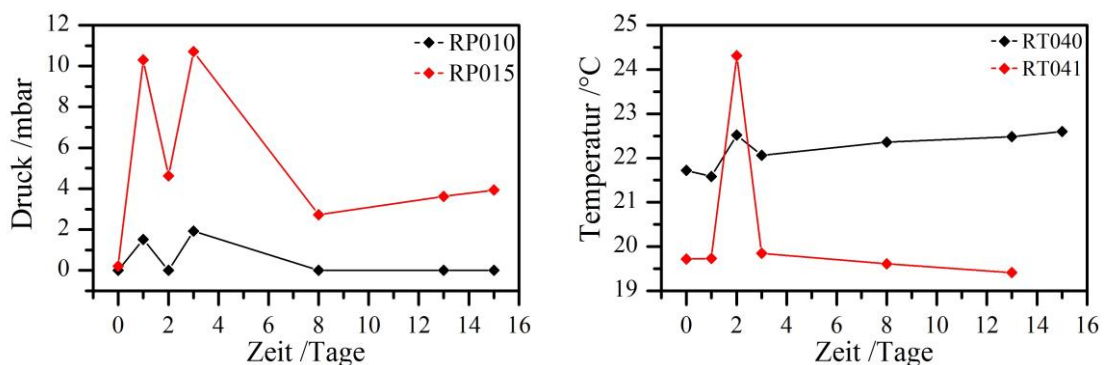 Druck /mbar
12
10
8
6
4
2
0
RP010
RP015
0 2 4 6 8 10 12 14 16
Zeit /Tage
Temperatur /°C
25
24
23
22
21
20
19
RT040
RT041
0 2 4 6 8 10 12 14 16
Zeit /Tage